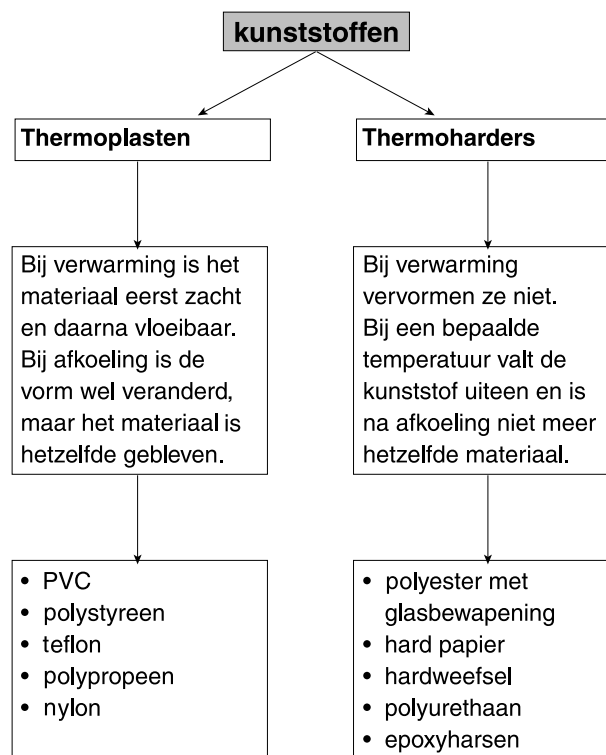 kunststoffen
Thermoplasten
Thermoharders
Bij verwarming is het
materiaal eerst zacht
en daarna vloeibaar.
Bij afkoeling is de
vorm wel veranderd,
maar het materiaal is
hetzelfde gebleven.
Bij verwarming
vervormen ze niet.
Bij een bepaalde
temperatuur valt de
kunststof uiteen en is
na afkoeling niet meer
hetzelfde materiaal.
• PVC
• polystyreen
• teflon
• polypropeen
• nylon
• polyester met
glasbewapening
• hard papier
• hardweefsel
• polyurethaan
• epoxyharsen